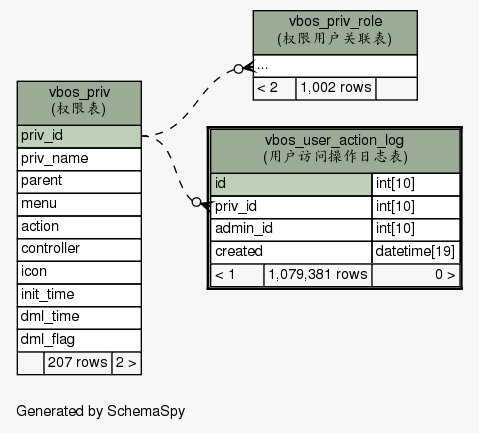 vbos_priv_role
(权限用户关联表)
...
< 2 1,002 rows
vbos_priv
(权限表)
priv_id
priv_name
parent
menu
action
controller
icon
init_time
dml_time
dml_flag
207 rows 2 >
vbos_user_action_log
(用户访问操作日志表)
id int[10]
priv_id int[10]
admin_id int[10]
created datetime[19]
< 1 1,079,381 rows 0 >
Generated by SchemaSpy